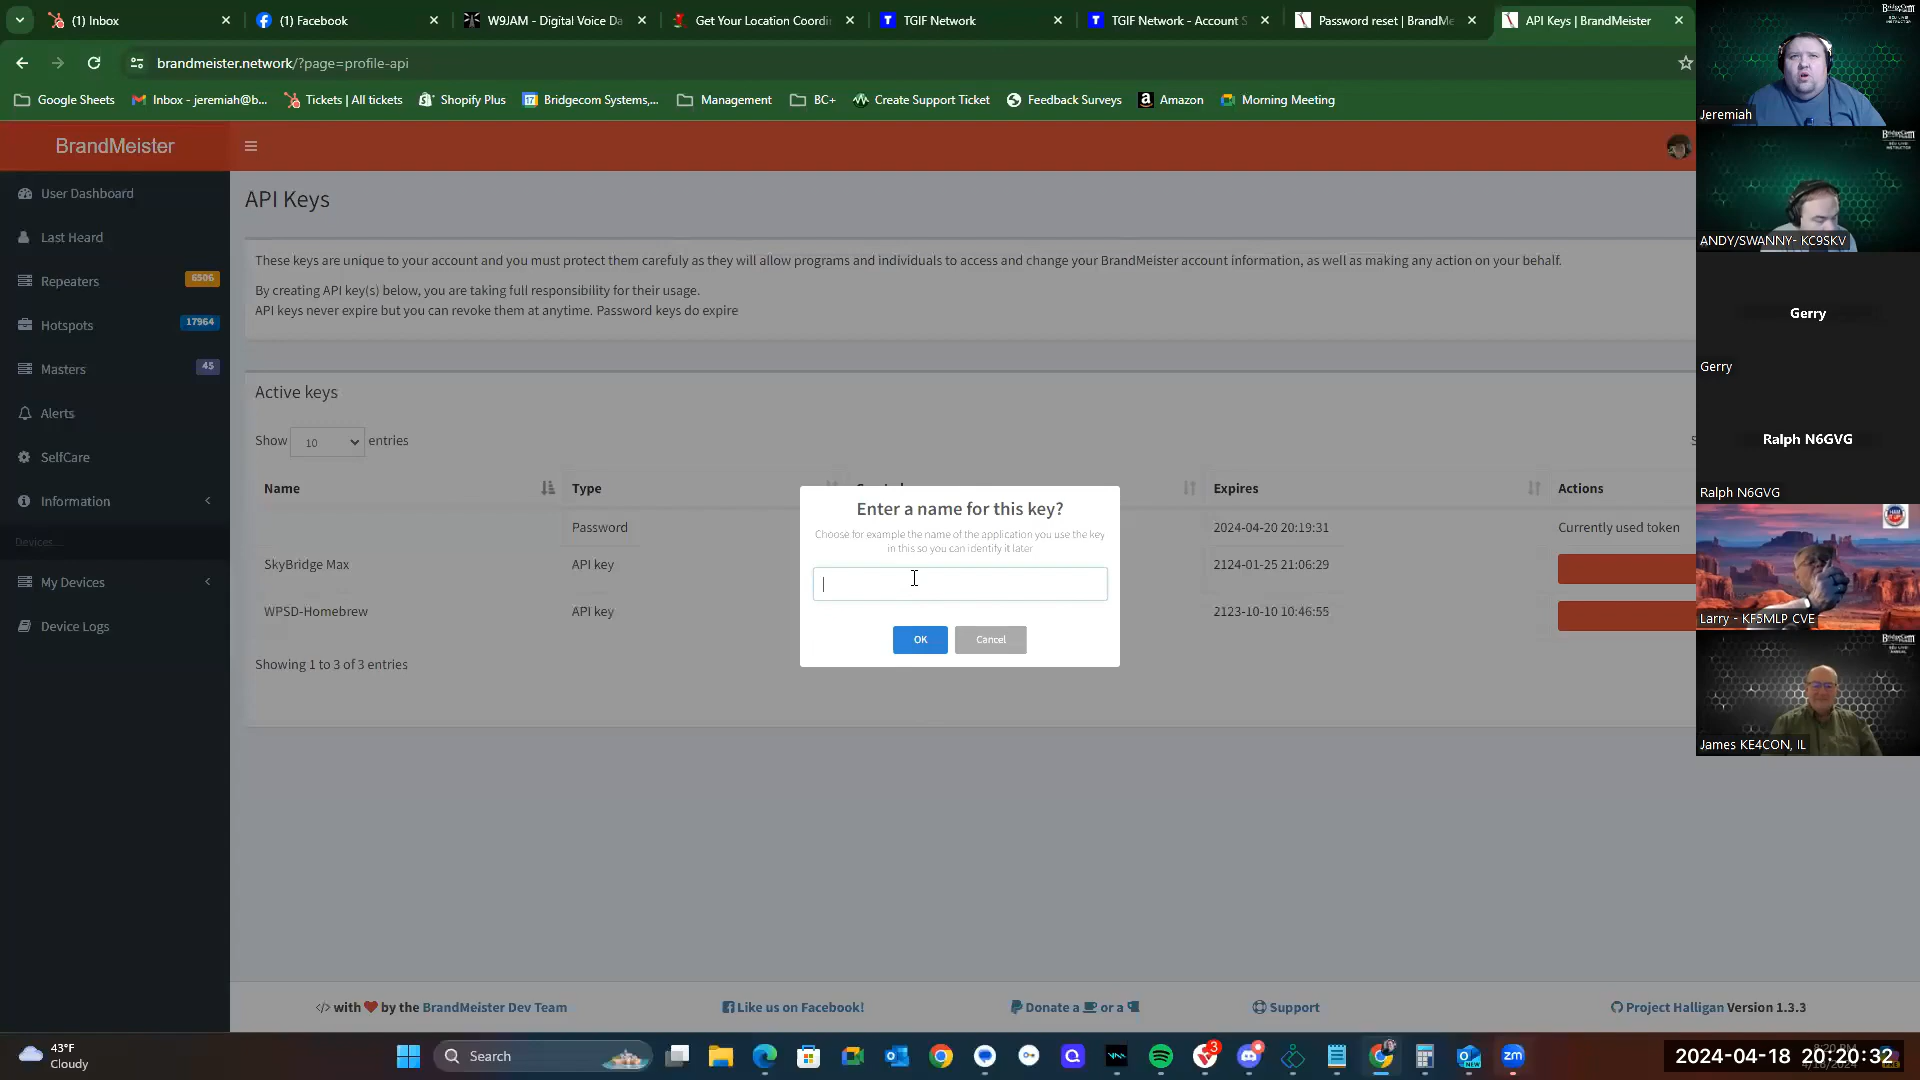 (1) Inbox
(1) Facebook
W9JAM - Digital Voice Da
Get Your Location Coordi
TGIF Network
TGIF Network - Account S
Password reset | BrandMe
API Keys | BrandMeister
brandmeister.network/?page=profile-api
Google Sheets
Inbox - jeremiah@b...
Tickets | All tickets
Shopify Plus
Bridgecom Systems,...
Management
BC+
Create Support Ticket
Feedback Surveys
Amazon
Morning Meeting
BrandMeister
User Dashboard
Last Heard
Repeaters 6506
Hotspots 17964
Masters 45
Alerts
SelfCare
Information
Devices
My Devices
Device Logs
API Keys
These keys are unique to your account and you must protect them carefuly as they will allow programs and individuals to access and change your BrandMeister account information, as well as making any action on your behalf.
By creating API key(s) below, you are taking full responsibility for their usage.
API keys never expire but you can revoke them at anytime. Password keys do expire
Active keys
Show 10 entries
Name Type Expires Actions
Password 2024-04-20 20:19:31 Currently used token
SkyBridge Max API key 2124-01-25 21:06:29
WPSD-Homebrew API key 2123-10-10 10:46:55
Showing 1 to 3 of 3 entries
Enter a name for this key?
Choose for example the name of the application you use the key
in this so you can identify it later
OK
Cancel
with by the BrandMeister Dev Team
Like us on Facebook!
Donate a or a
Support
Project Halligan Version 1.3.3
Jeremiah
ANDY/SWANNY- KC9SKV
Gerry
Gerry
Ralph N6GVG
Ralph N6GVG
Larry - KF5MLP CVE
James KE4CON, IL
43°F
Cloudy
Search
3
zm
2024-04-18 20:20:32